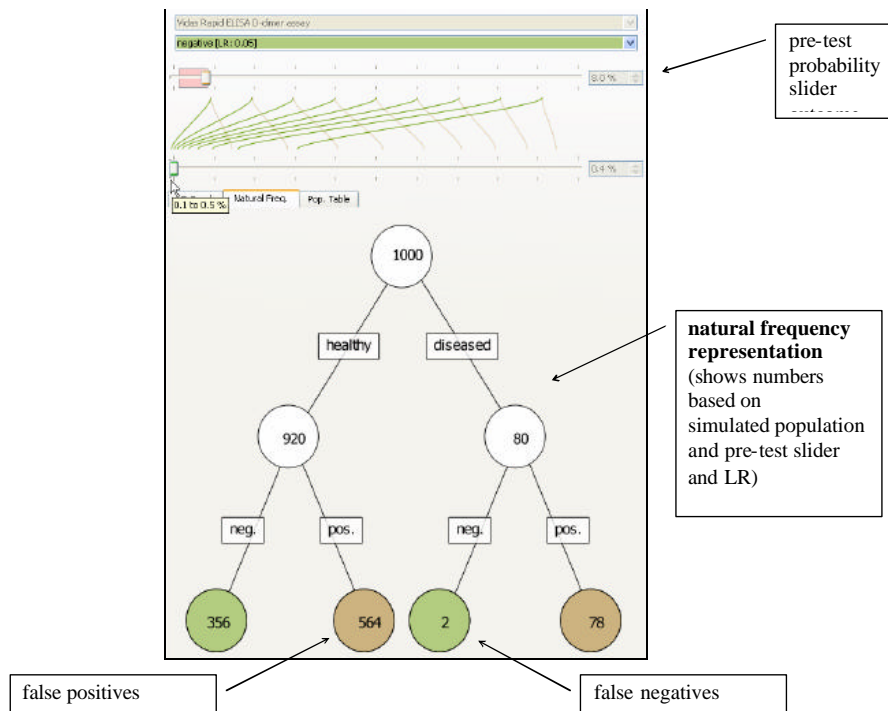 Vidas Rapid ELISA D-dimer assay
negative [LR: 0.05]
8.0 %
pre-test
probability
slider
0.4 %
0.1 to 0.5 %
Natural Freq.
Pop. Table
1000
healthy
diseased
natural frequency
representation
(shows numbers
based on
simulated population
and pre-test slider
and LR)
920
80
neg.
pos.
neg.
pos.
356
564
2
78
false positives
false negatives